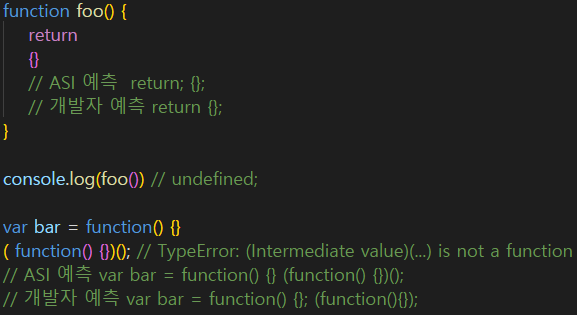 function foo() {
return
{}
// ASI 예측  return; {};
// 개발자 예측 return {};
}
console.log(foo()) // undefined;
var bar = function() {}
( function() {})(); // TypeError: (Intermediate value)(...) is not a function
// ASI 예측 var bar = function() {} (function() {})();
// 개발자 예측 var bar = function() {}; (function(){});